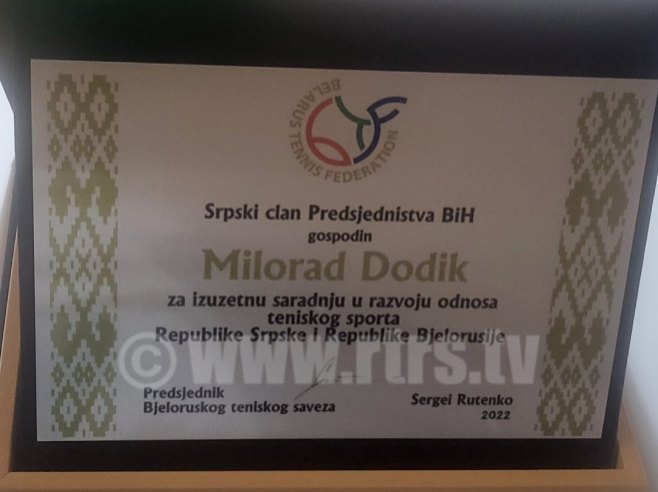 BELARUS TENNIS FEDERATION
Srpski clan Predsjednistva BiH
gospodin
Milorad Dodik
za izuzetnu saradnju u razvoju odnosa
teniskog sporta
Republike Srpske i Republike Bjelorusije
© www.rtrs.tv
Predsjednik
Bjeloruskog teniskog saveza
Sergei Rutenko
2022